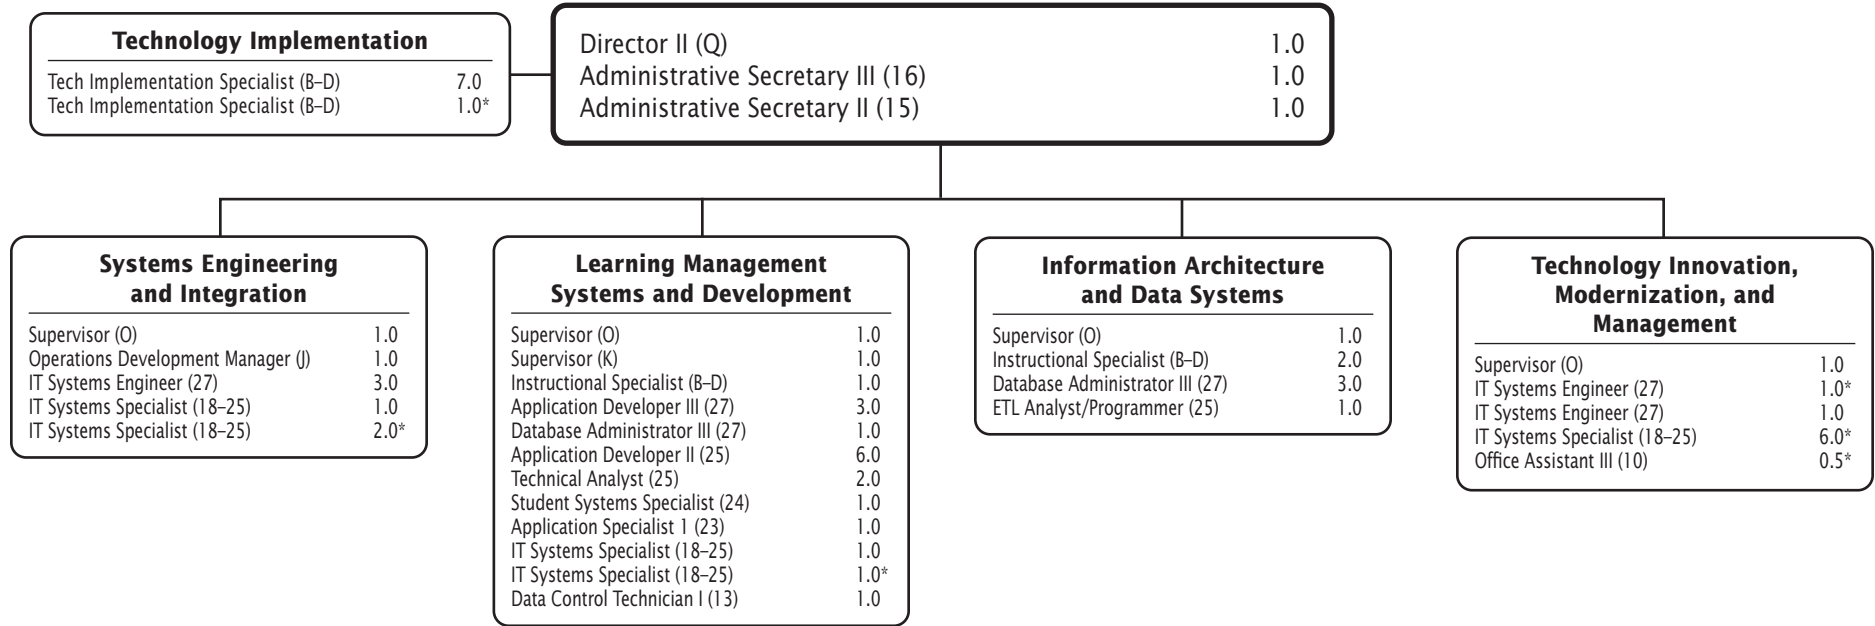 Technology Implementation
Tech Implementation Specialist (B–D) 7.0
Tech Implementation Specialist (B–D) 1.0*
Director II (Q) 1.0
Administrative Secretary III (16) 1.0
Administrative Secretary II (15) 1.0
Systems Engineering
and Integration
Supervisor (O) 1.0
Operations Development Manager (J) 1.0
IT Systems Engineer (27) 3.0
IT Systems Specialist (18–25) 1.0
IT Systems Specialist (18–25) 2.0*
Learning Management
Systems and Development
Supervisor (O) 1.0
Supervisor (K) 1.0
Instructional Specialist (B–D) 1.0
Application Developer III (27) 3.0
Database Administrator III (27) 1.0
Application Developer II (25) 6.0
Technical Analyst (25) 2.0
Student Systems Specialist (24) 1.0
Application Specialist 1 (23) 1.0
IT Systems Specialist (18–25) 1.0
IT Systems Specialist (18–25) 1.0*
Data Control Technician I (13) 1.0
Information Architecture
and Data Systems
Supervisor (O) 1.0
Instructional Specialist (B–D) 2.0
Database Administrator III (27) 3.0
ETL Analyst/Programmer (25) 1.0
Technology Innovation,
Modernization, and
Management
Supervisor (O) 1.0
IT Systems Engineer (27) 1.0*
IT Systems Engineer (27) 1.0
IT Systems Specialist (18–25) 6.0*
Office Assistant III (10) 0.5*